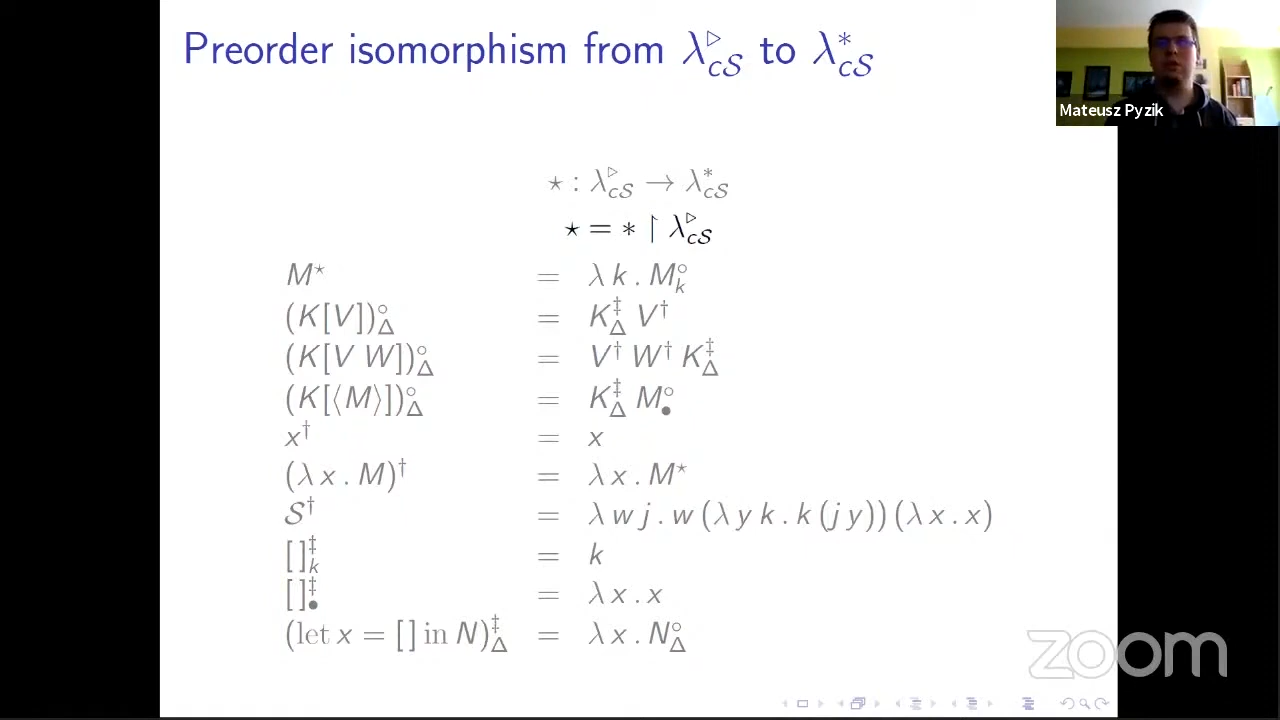 Preorder isomorphism from λ▷cS to λ*cS
Mateusz Pyzik
⋆ : λ▷cS → λ*cS
⋆ = * ↾ λ▷cS
M⋆ = λ k . M°k
(K[V])°Δ = K‡Δ V†
(K[V W])°Δ = V† W† K‡Δ
(K[⟨M⟩])°Δ = K‡Δ M°•
x† = x
(λ x . M)† = λ x . M⋆
S† = λ w j . w (λ y k . k (j y)) (λ x . x)
[ ]‡k = k
[ ]‡• = λ x . x
(let x = [ ] in N)‡Δ = λ x . N°Δ
zoom